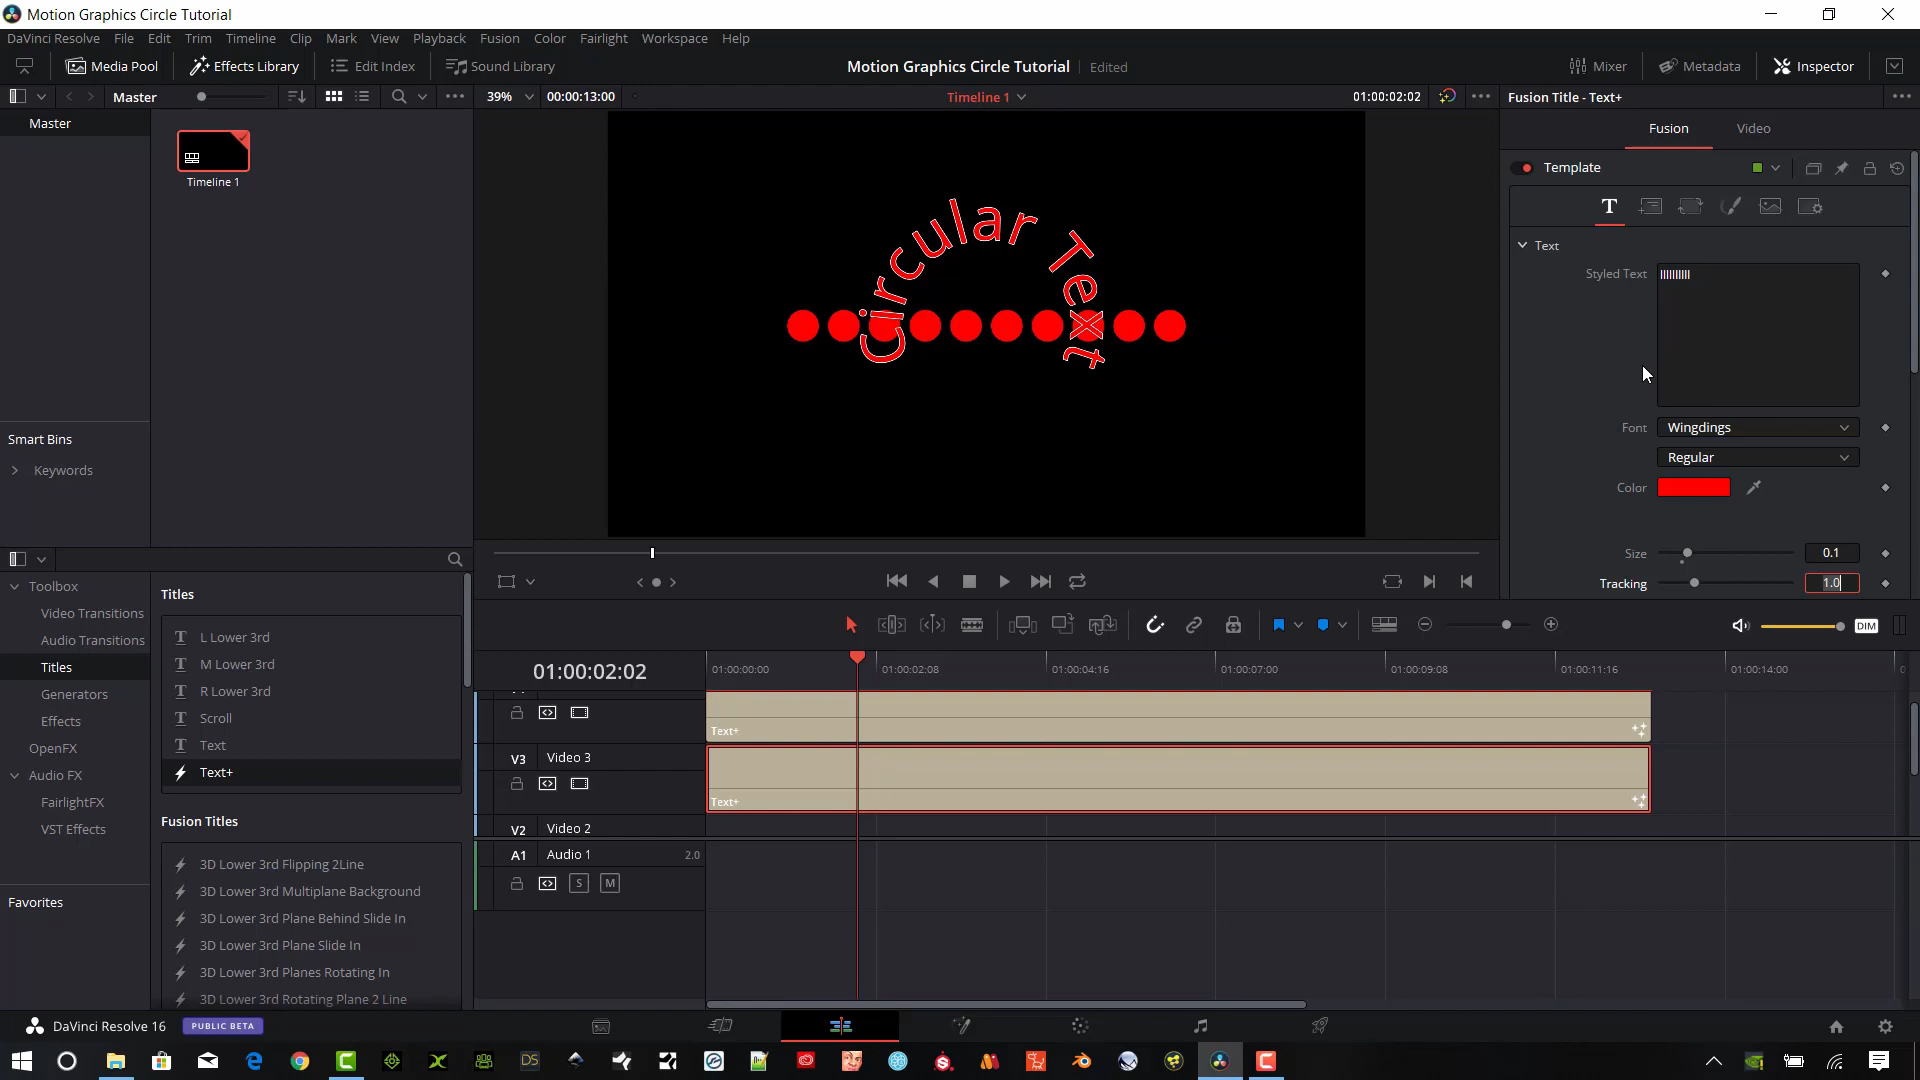 Motion Graphics Circle Tutorial
DaVinci Resolve File Edit Trim Timeline Clip Mark View Playback Fusion Color Fairlight Workspace Help
Media Pool Effects Library Edit Index Sound Library Motion Graphics Circle Tutorial Edited Mixer Metadata Inspector
Master 39% 00:00:13:00 Timeline 1 01:00:02:02 Fusion Title - Text+
Master
Timeline 1
Smart Bins
Keywords
Circular Text
Fusion Video
Template
Text
Styled Text llllllllll
Font Wingdings
Regular
Color
Size 0.1
Tracking 1.0
Toolbox
Video Transitions
Audio Transitions
Titles
Generators
Effects
OpenFX
Audio FX
FairlightFX
VST Effects
Favorites
Titles
L Lower 3rd
M Lower 3rd
R Lower 3rd
Scroll
Text
Text+
Fusion Titles
3D Lower 3rd Flipping 2Line
3D Lower 3rd Multiplane Background
3D Lower 3rd Plane Behind Slide In
3D Lower 3rd Plane Slide In
3D Lower 3rd Planes Rotating In
3D Lower 3rd Rotating Plane 2 Line
DIM
01:00:02:02 01:00:00:00 01:00:02:08 01:00:04:16 01:00:07:00 01:00:09:08 01:00:11:16 01:00:14:00
Text+
V3 Video 3
Text+
V2 Video 2
A1 Audio 1 2.0
S M
DaVinci Resolve 16 PUBLIC BETA
DS